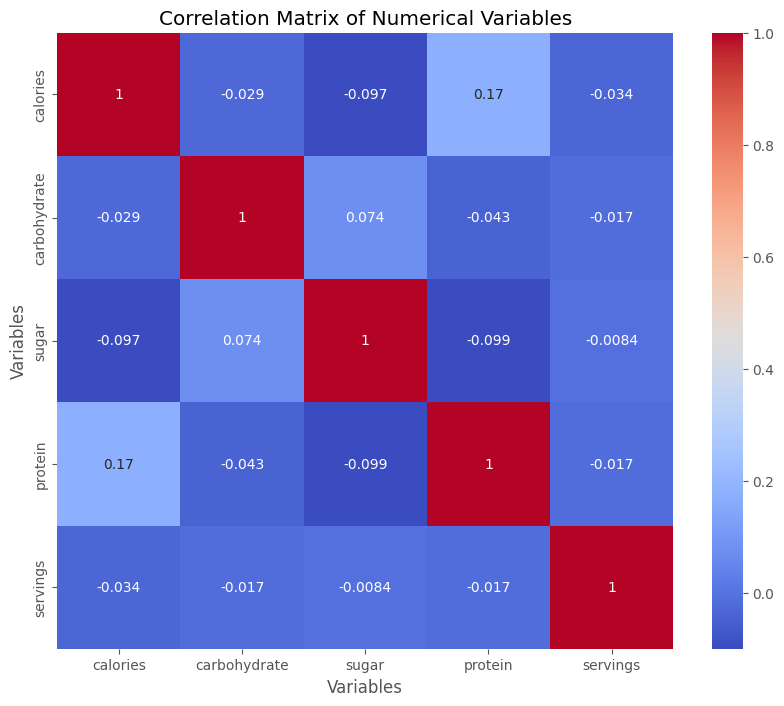 Correlation Matrix of Numerical Variables
calories 1 -0.029 -0.097 0.17 -0.034
carbohydrate -0.029 1 0.074 -0.043 -0.017
sugar -0.097 0.074 1 -0.099 -0.0084
protein 0.17 -0.043 -0.099 1 -0.017
servings -0.034 -0.017 -0.0084 -0.017 1
Variables
calories carbohydrate sugar protein servings
Variables
1.0
0.8
0.6
0.4
0.2
0.0